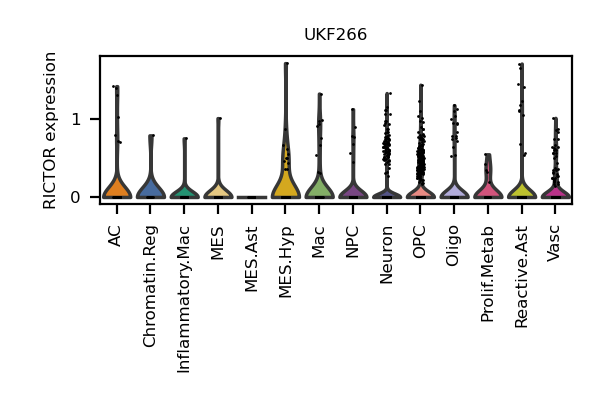 UKF266
RICTOR expression
1
0
AC
Chromatin.Reg
Inflammatory.Mac
MES
MES.Ast
MES.Hyp
Mac
NPC
Neuron
OPC
Oligo
Prolif.Metab
Reactive.Ast
Vasc